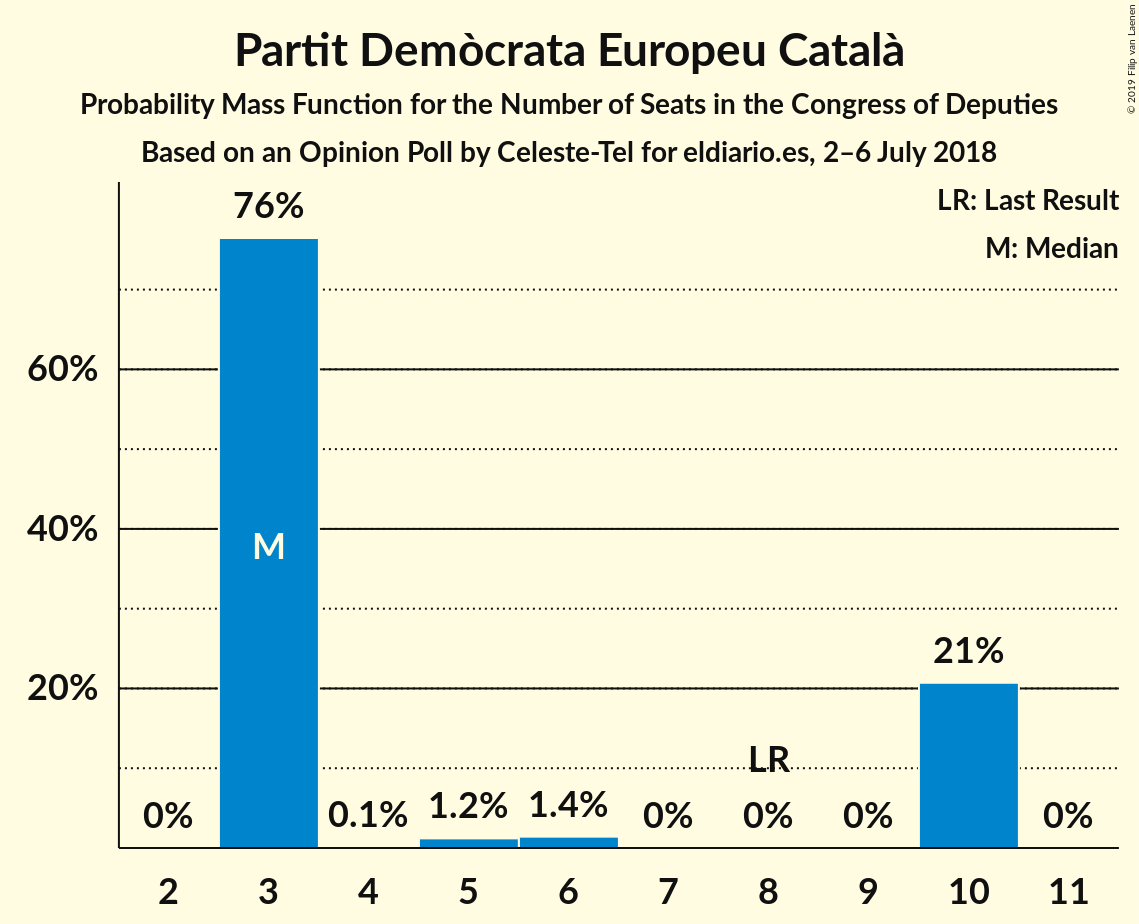 Partit Demòcrata Europeu Català
Probability Mass Function for the Number of Seats in the Congress of Deputies
Based on an Opinion Poll by Celeste-Tel for eldiario.es, 2–6 July 2018
© 2019 Filip van Laenen
LR: Last Result
M: Median
60%
40%
20%
0%
76%
M
0.1%
1.2%
1.4%
0%
LR
0%
0%
21%
0%
2 3 4 5 6 7 8 9 10 11